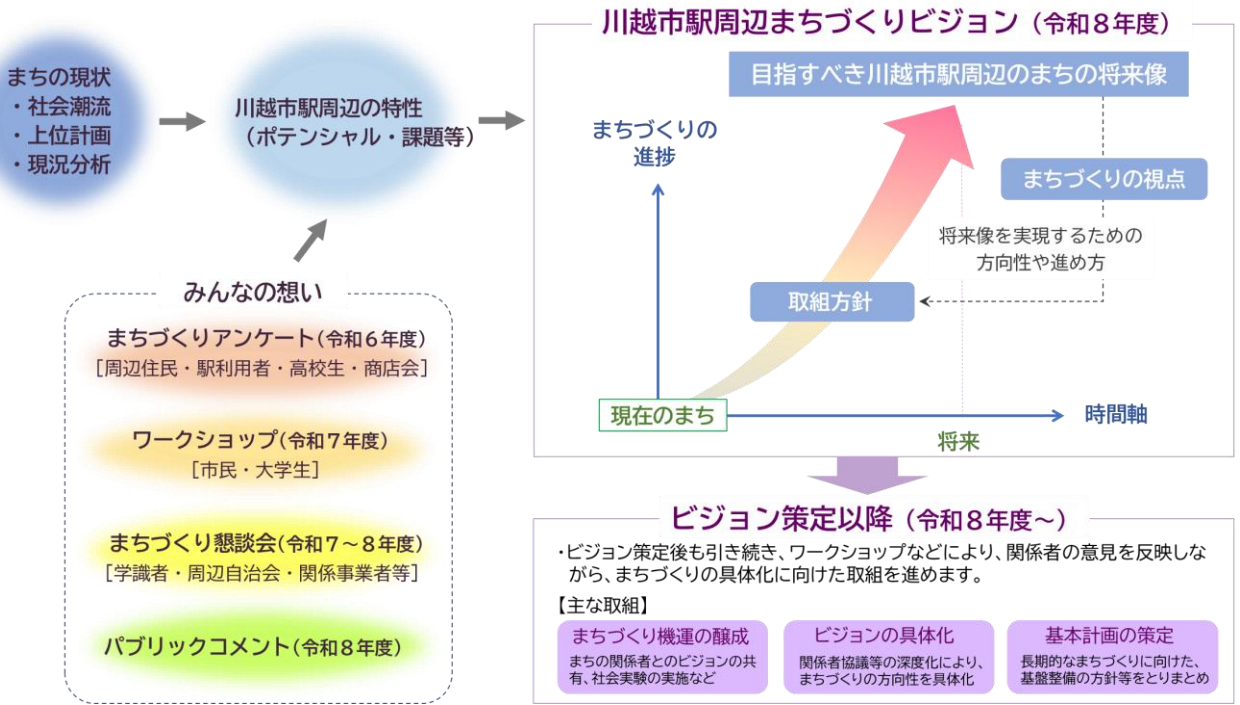 まちの現状
・社会潮流
・上位計画
・現況分析
川越市駅周辺の特性
（ポテンシャル・課題等）
みんなの想い
まちづくりアンケート（令和６年度）
［周辺住民・駅利用者・高校生・商店会］
ワークショップ（令和７年度）
［市民・大学生］
まちづくり懇談会（令和７～８年度）
［学識者・周辺自治会・関係事業者等］
パブリックコメント（令和８年度）
川越市駅周辺まちづくりビジョン（令和８年度）
目指すべき川越市駅周辺のまちの将来像
まちづくりの
進捗
まちづくりの視点
将来像を実現するための
方向性や進め方
取組方針
現在のまち
時間軸
将来
ビジョン策定以降（令和８年度～）
・ビジョン策定後も引き続き、ワークショップなどにより、関係者の意見を反映しな
がら、まちづくりの具体化に向けた取組を進めます。
【主な取組】
まちづくり機運の醸成
まちの関係者とのビジョンの共
有、社会実験の実施など
ビジョンの具体化
関係者協議等の深度化により、
まちづくりの方向性を具体化
基本計画の策定
長期的なまちづくりに向けた、
基盤整備の方針等をとりまとめ